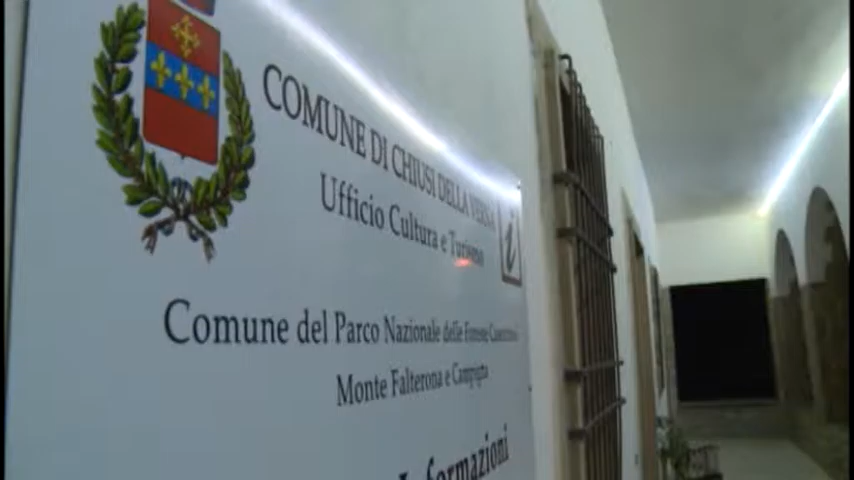 COMUNE DI CHIUSI DELLA VERNA
Ufficio Cultura e Turismo
i
Comune del Parco Nazionale delle Foreste Casentinesi
Monte Falterona e Campigna
Informazioni